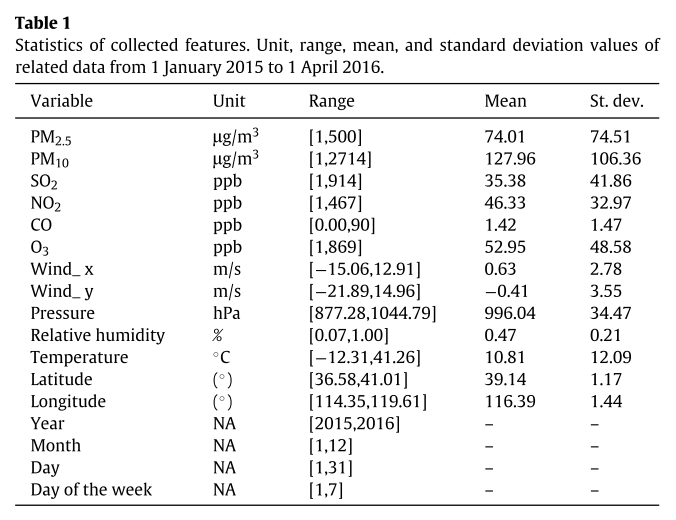 Table 1
Statistics of collected features. Unit, range, mean, and standard deviation values of
related data from 1 January 2015 to 1 April 2016.
Variable Unit Range Mean St. dev.
PM2.5 μg/m3 [1,500] 74.01 74.51
PM10 μg/m3 [1,2714] 127.96 106.36
SO2 ppb [1,914] 35.38 41.86
NO2 ppb [1,467] 46.33 32.97
CO ppb [0.00,90] 1.42 1.47
O3 ppb [1,869] 52.95 48.58
Wind_ x m/s [−15.06,12.91] 0.63 2.78
Wind_ y m/s [−21.89,14.96] −0.41 3.55
Pressure hPa [877.28,1044.79] 996.04 34.47
Relative humidity % [0.07,1.00] 0.47 0.21
Temperature °C [−12.31,41.26] 10.81 12.09
Latitude (°) [36.58,41.01] 39.14 1.17
Longitude (°) [114.35,119.61] 116.39 1.44
Year NA [2015,2016] – –
Month NA [1,12] – –
Day NA [1,31] – –
Day of the week NA [1,7] – –